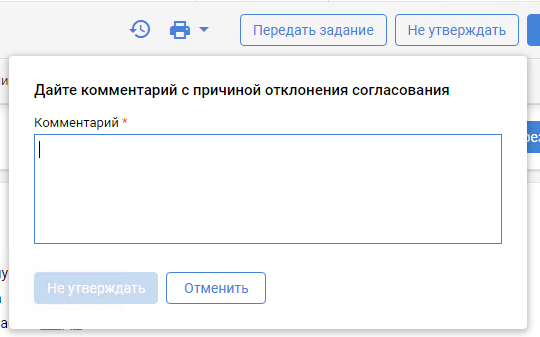 Передать задание
Не утверждать
Дайте комментарий с причиной отклонения согласования
Комментарий *
Не утверждать
Отменить